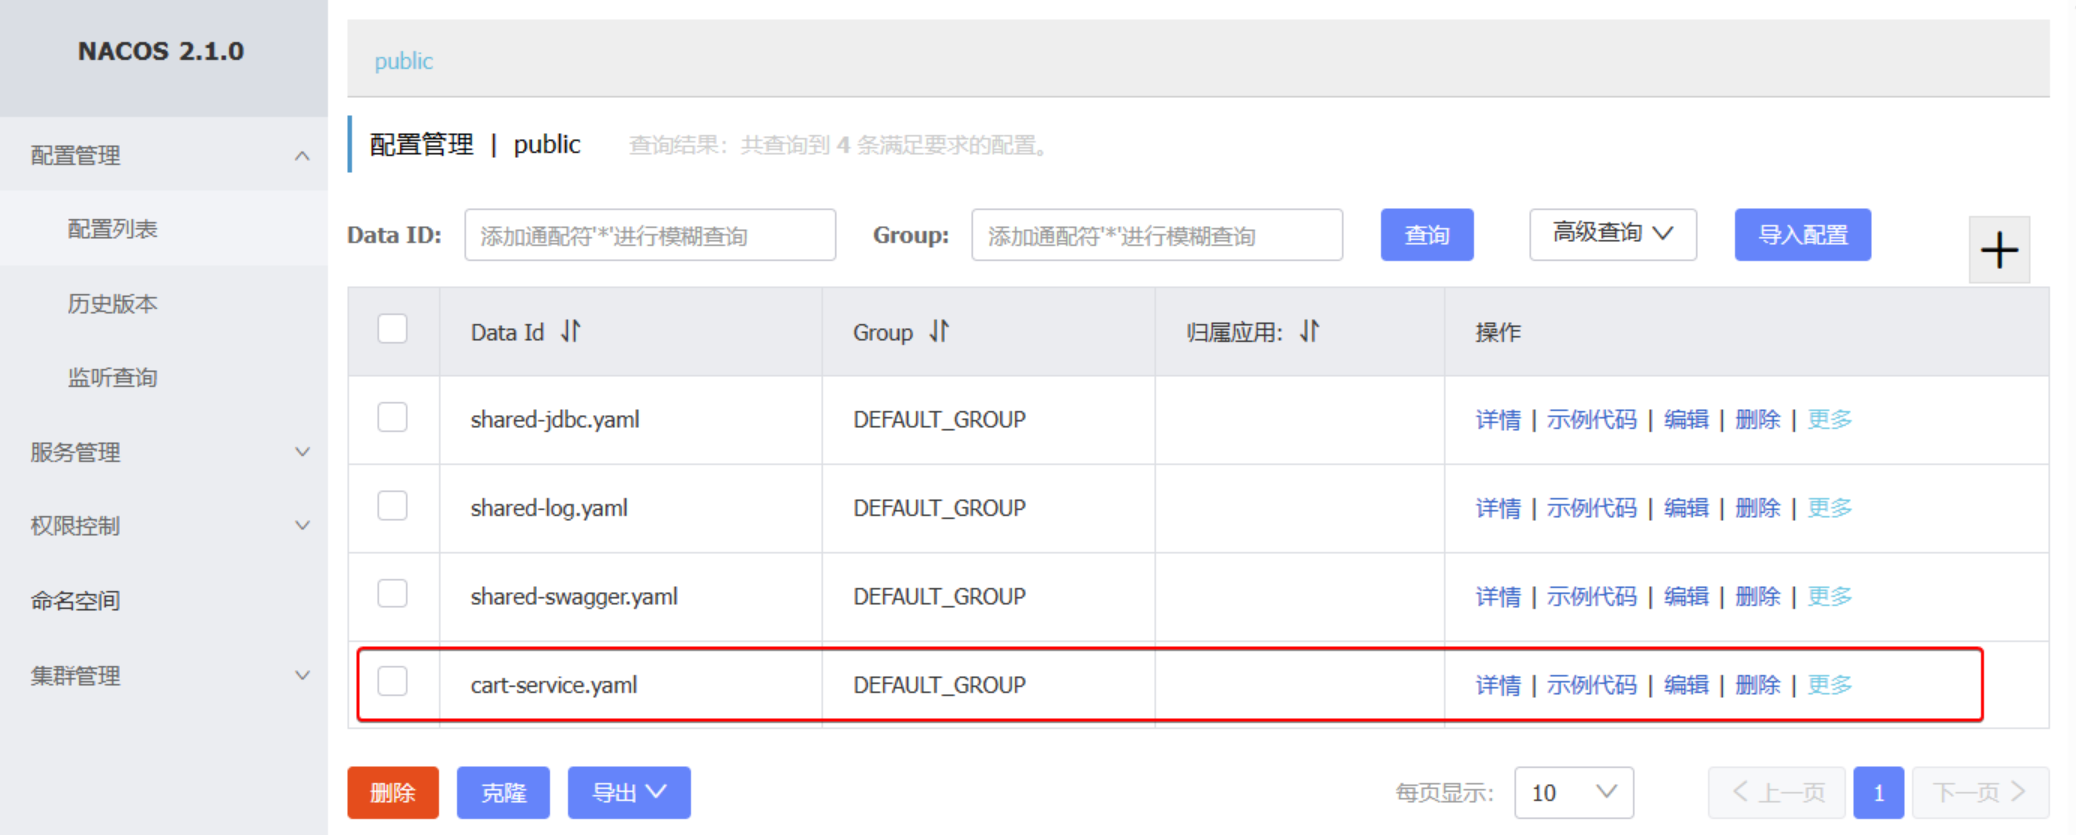 NACOS 2.1.0
配置管理
配置列表
历史版本
监听查询
服务管理
权限控制
命名空间
集群管理
public
配置管理 | public 查询结果：共查询到 4 条满足要求的配置。
Data ID: 添加通配符'*'进行模糊查询 Group: 添加通配符'*'进行模糊查询 查询 高级查询 导入配置
Data Id Group 归属应用: 操作
shared-jdbc.yaml DEFAULT_GROUP 详情 | 示例代码 | 编辑 | 删除 | 更多
shared-log.yaml DEFAULT_GROUP 详情 | 示例代码 | 编辑 | 删除 | 更多
shared-swagger.yaml DEFAULT_GROUP 详情 | 示例代码 | 编辑 | 删除 | 更多
cart-service.yaml DEFAULT_GROUP 详情 | 示例代码 | 编辑 | 删除 | 更多
删除 克隆 导出 每页显示: 10 上一页 1 下一页